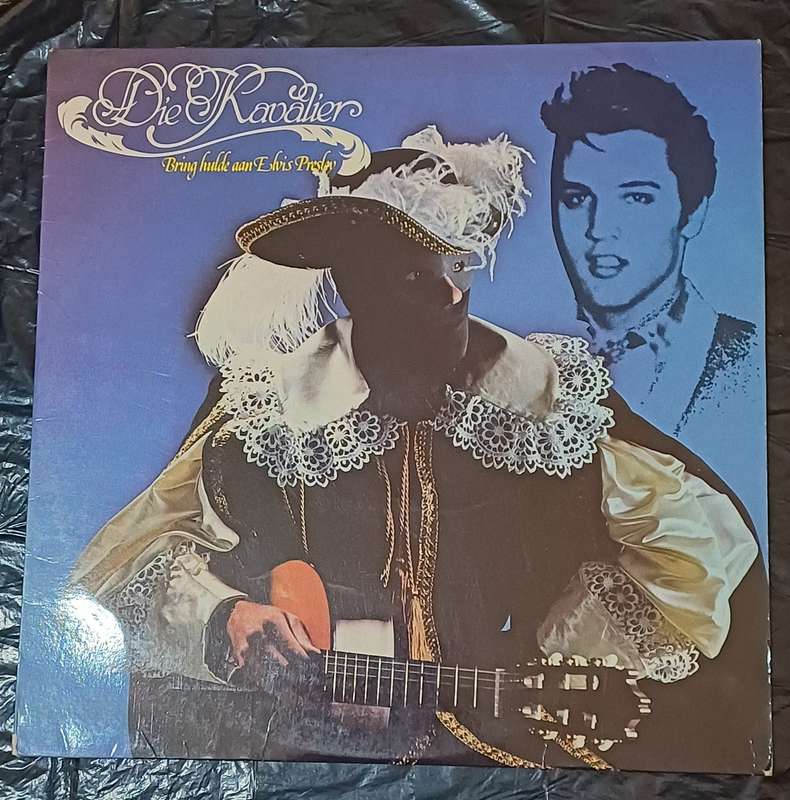 Die Kavalier
Bring hulde aan Elvis Presley